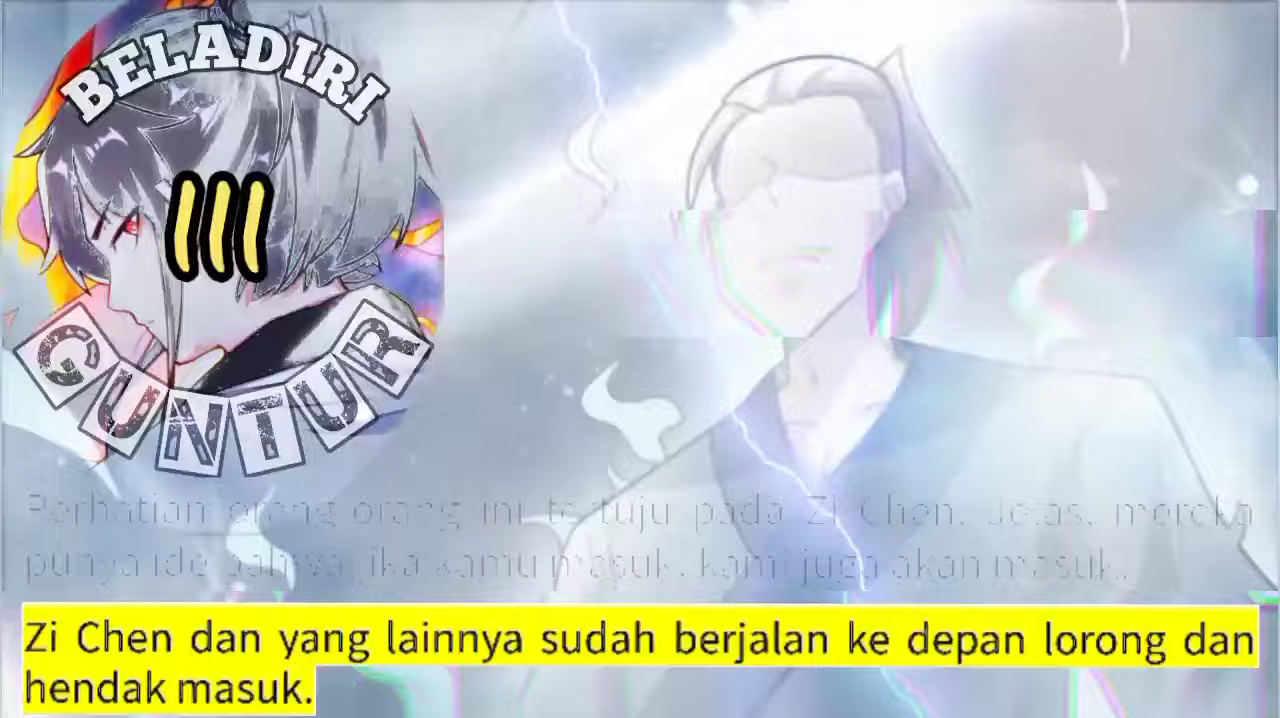 BELADIRI
GUNTUR
Perhatian orang orang ini tertuju pada Zi Chen. Jelas, mereka
punya ide bahwa jika kamu masuk, kami juga akan masuk.
Zi Chen dan yang lainnya sudah berjalan ke depan lorong dan
hendak masuk.